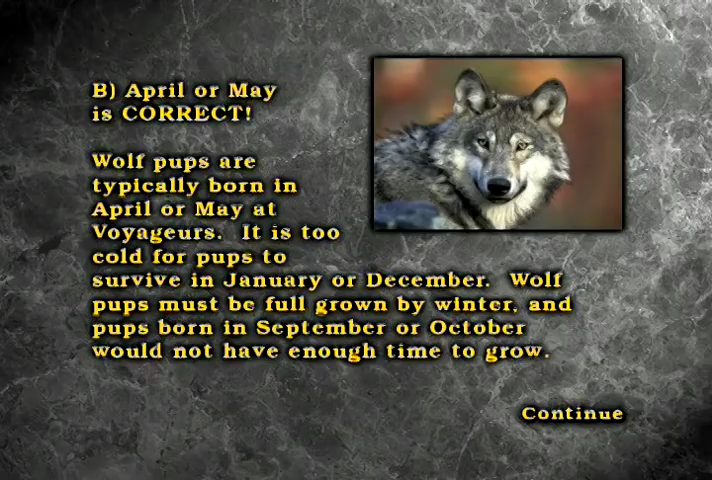 B) April or May
is CORRECT!
Wolf pups are
typically born in
April or May at
Voyageurs.  It is too
cold for pups to
survive in January or December.  Wolf
pups must be full grown by winter, and
pups born in September or October
would not have enough time to grow.
Continue